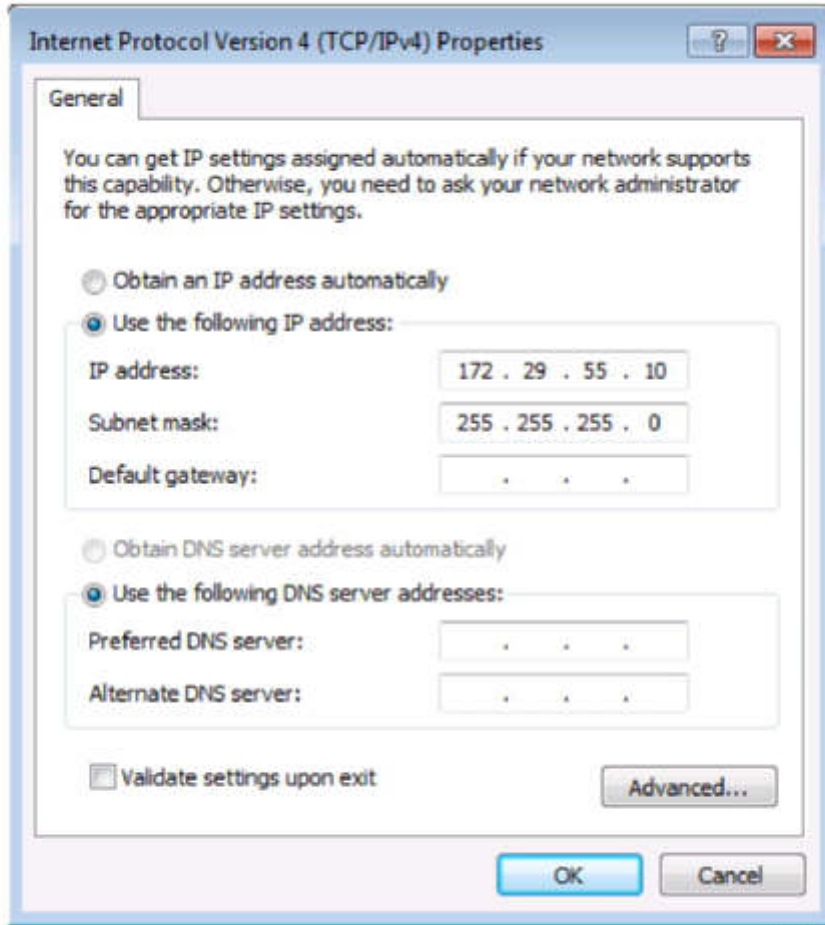 Internet Protocol Version 4 (TCP/IPv4) Properties
?
General
You can get IP settings assigned automatically if your network supports
this capability. Otherwise, you need to ask your network administrator
for the appropriate IP settings.
Obtain an IP address automatically
Use the following IP address:
IP address: 172 . 29 . 55 . 10
Subnet mask: 255 . 255 . 255 . 0
Default gateway: . . .
Obtain DNS server address automatically
Use the following DNS server addresses:
Preferred DNS server: . . .
Alternate DNS server: . . .
Validate settings upon exit
Advanced...
OK Cancel